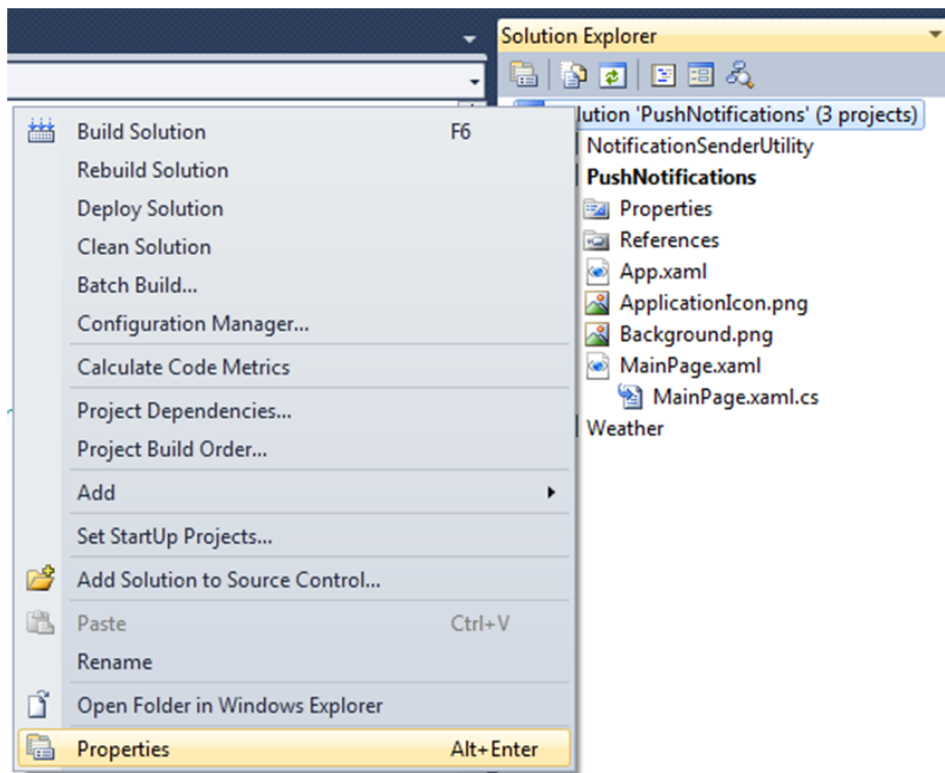 Solution Explorer
lution 'PushNotifications' (3 projects)
NotificationSenderUtility
PushNotifications
Properties
References
App.xaml
ApplicationIcon.png
Background.png
MainPage.xaml
MainPage.xaml.cs
Weather
Build Solution F6
Rebuild Solution
Deploy Solution
Clean Solution
Batch Build...
Configuration Manager...
Calculate Code Metrics
Project Dependencies...
Project Build Order...
Add
Set StartUp Projects...
Add Solution to Source Control...
Paste Ctrl+V
Rename
Open Folder in Windows Explorer
Properties Alt+Enter